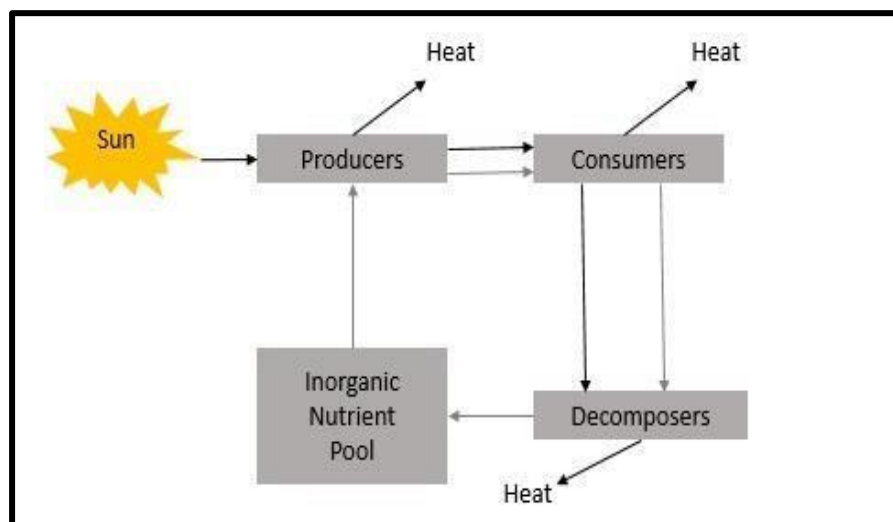 Heat
Heat
Sun
Producers
Consumers
Inorganic
Nutrient
Pool
Decomposers
Heat